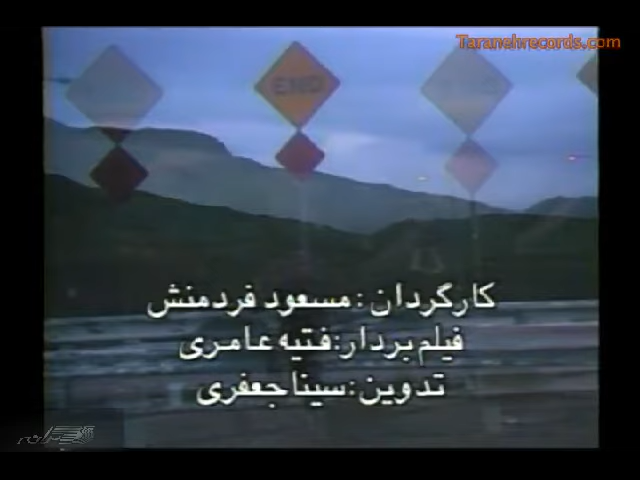 Taranehrecords.com
END
کارگردان : مسعود فردمنش
فیلم بردار: فتیه عامری
تدوین: سینا جعفری